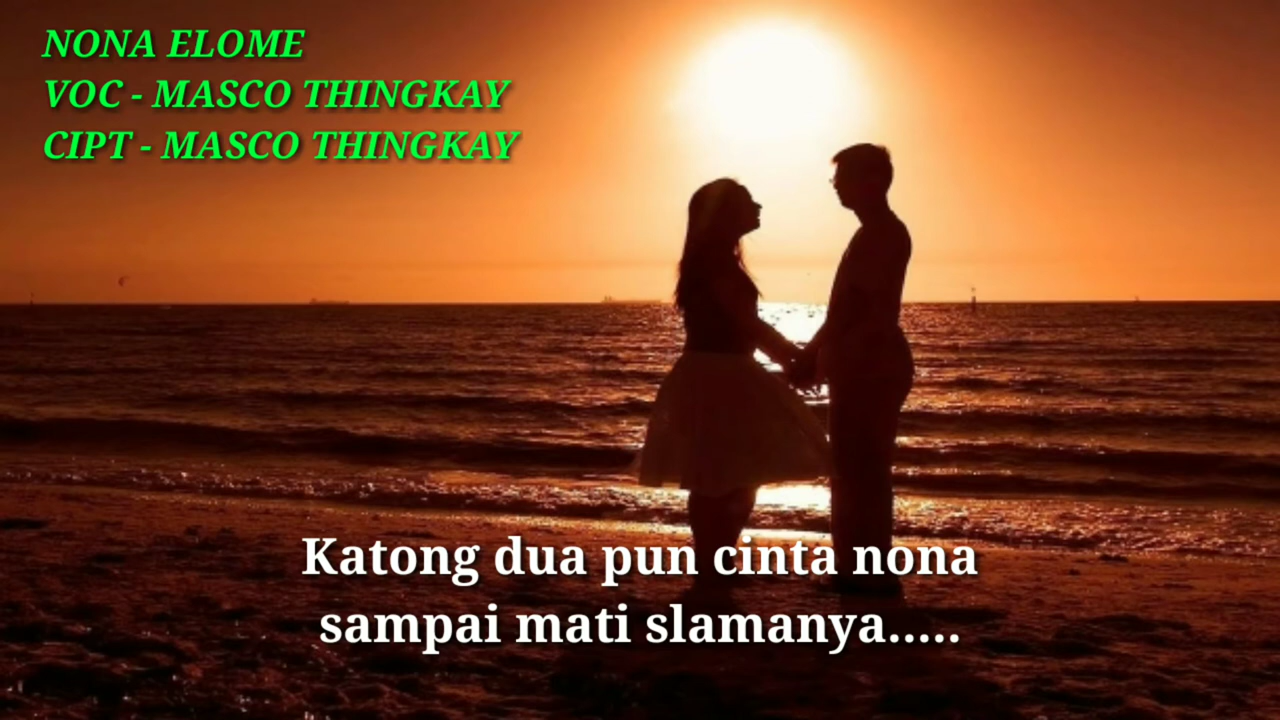 NONA ELOME
VOC - MASCO THINGKAY
CIPT - MASCO THINGKAY
Katong dua pun cinta nona
sampai mati slamanya.....